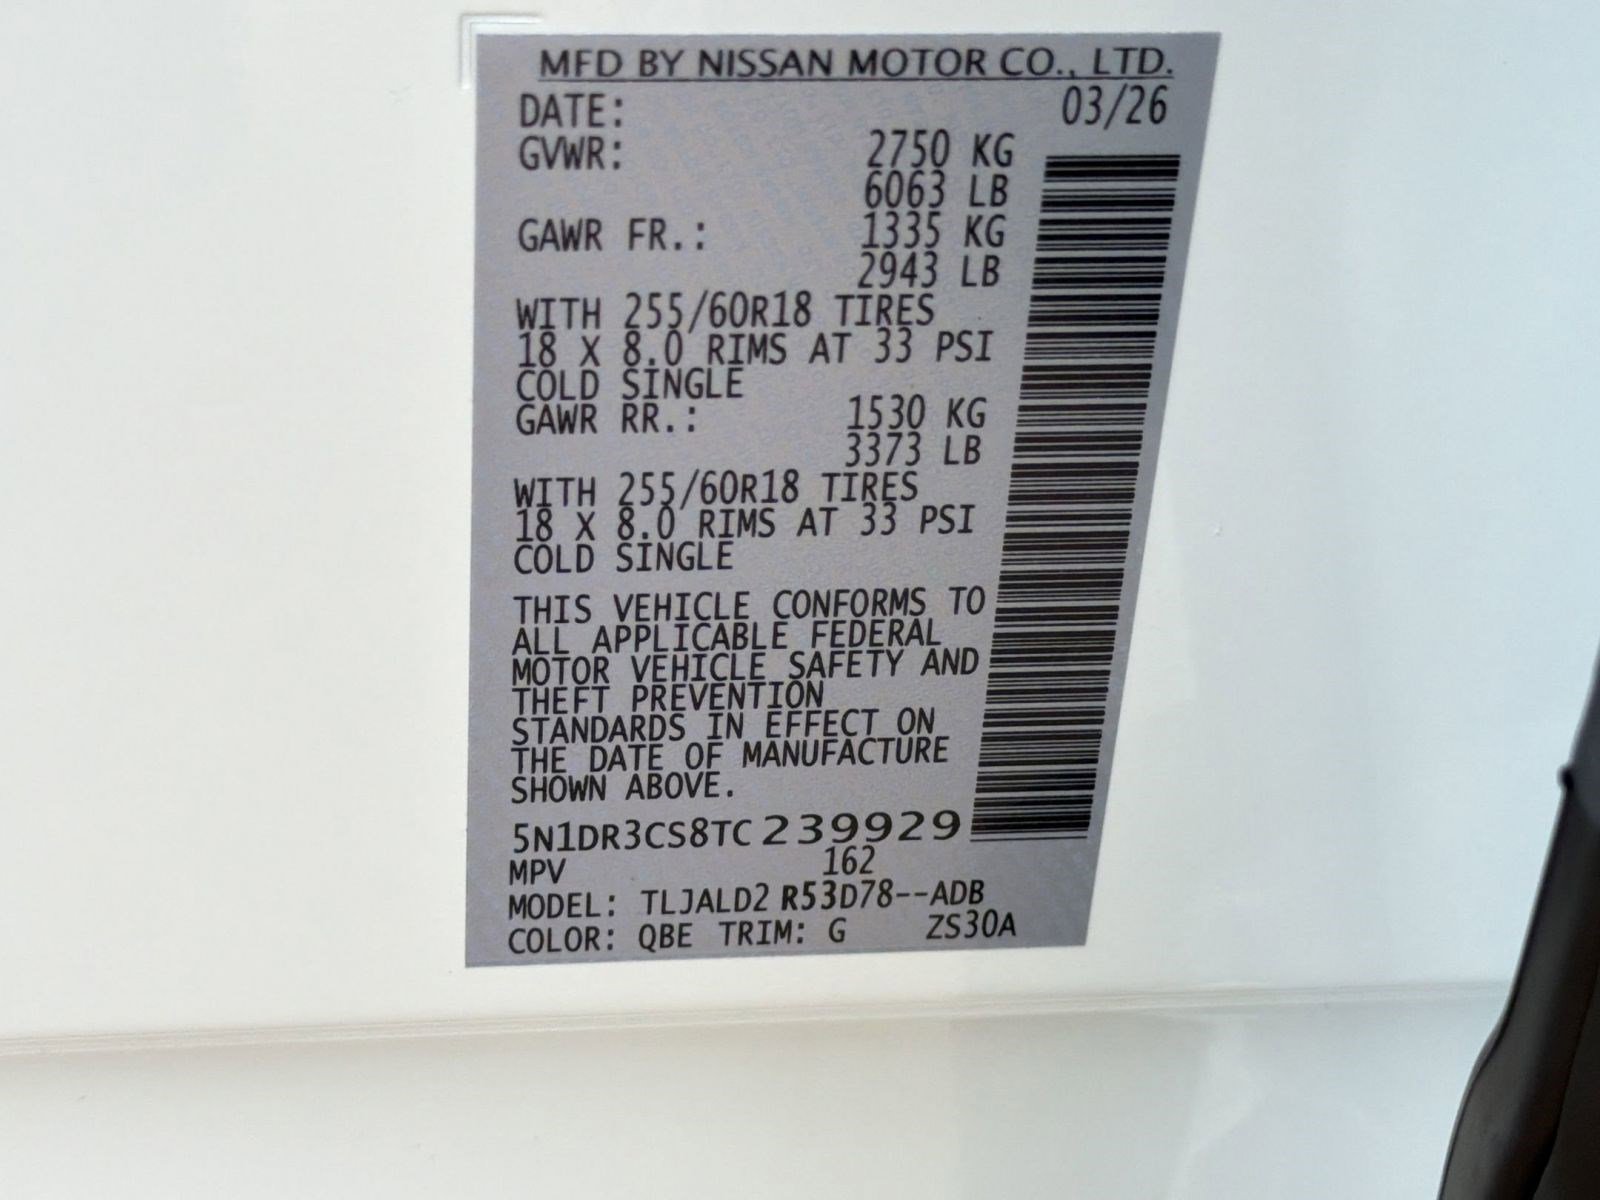 MFD BY NISSAN MOTOR CO., LTD.
DATE: 03/26
GVWR: 2750 KG
6063 LB
GAWR FR.: 1335 KG
2943 LB
WITH 255/60R18 TIRES
18 X 8.0 RIMS AT 33 PSI
COLD SINGLE
GAWR RR.: 1530 KG
3373 LB
WITH 255/60R18 TIRES
18 X 8.0 RIMS AT 33 PSI
COLD SINGLE
THIS VEHICLE CONFORMS TO
ALL APPLICABLE FEDERAL
MOTOR VEHICLE SAFETY AND
THEFT PREVENTION
STANDARDS IN EFFECT ON
THE DATE OF MANUFACTURE
SHOWN ABOVE.
5N1DR3CS8TC239929
MPV 162
MODEL: TLJALD2 R53D78--ADB
COLOR: QBE TRIM: G ZS30A